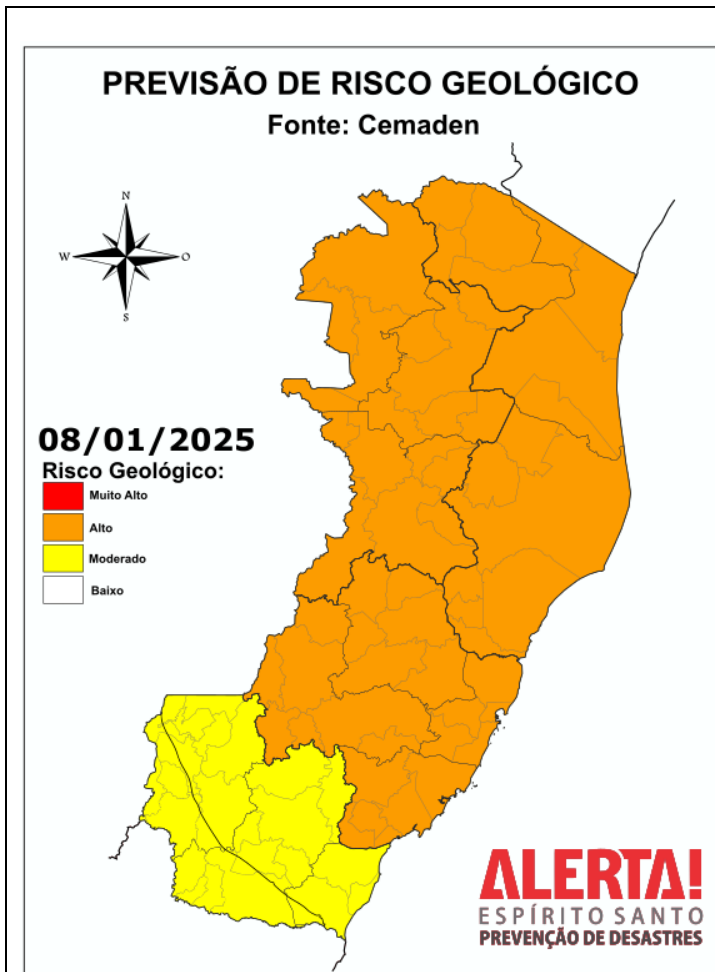 PREVISÃO DE RISCO GEOLÓGICO
Fonte: Cemaden
N
W O
S
08/01/2025
Risco Geológico:
Muito Alto
Alto
Moderado
Baixo
ALERTA!
ESPÍRITO SANTO
PREVENÇÃO DE DESASTRES